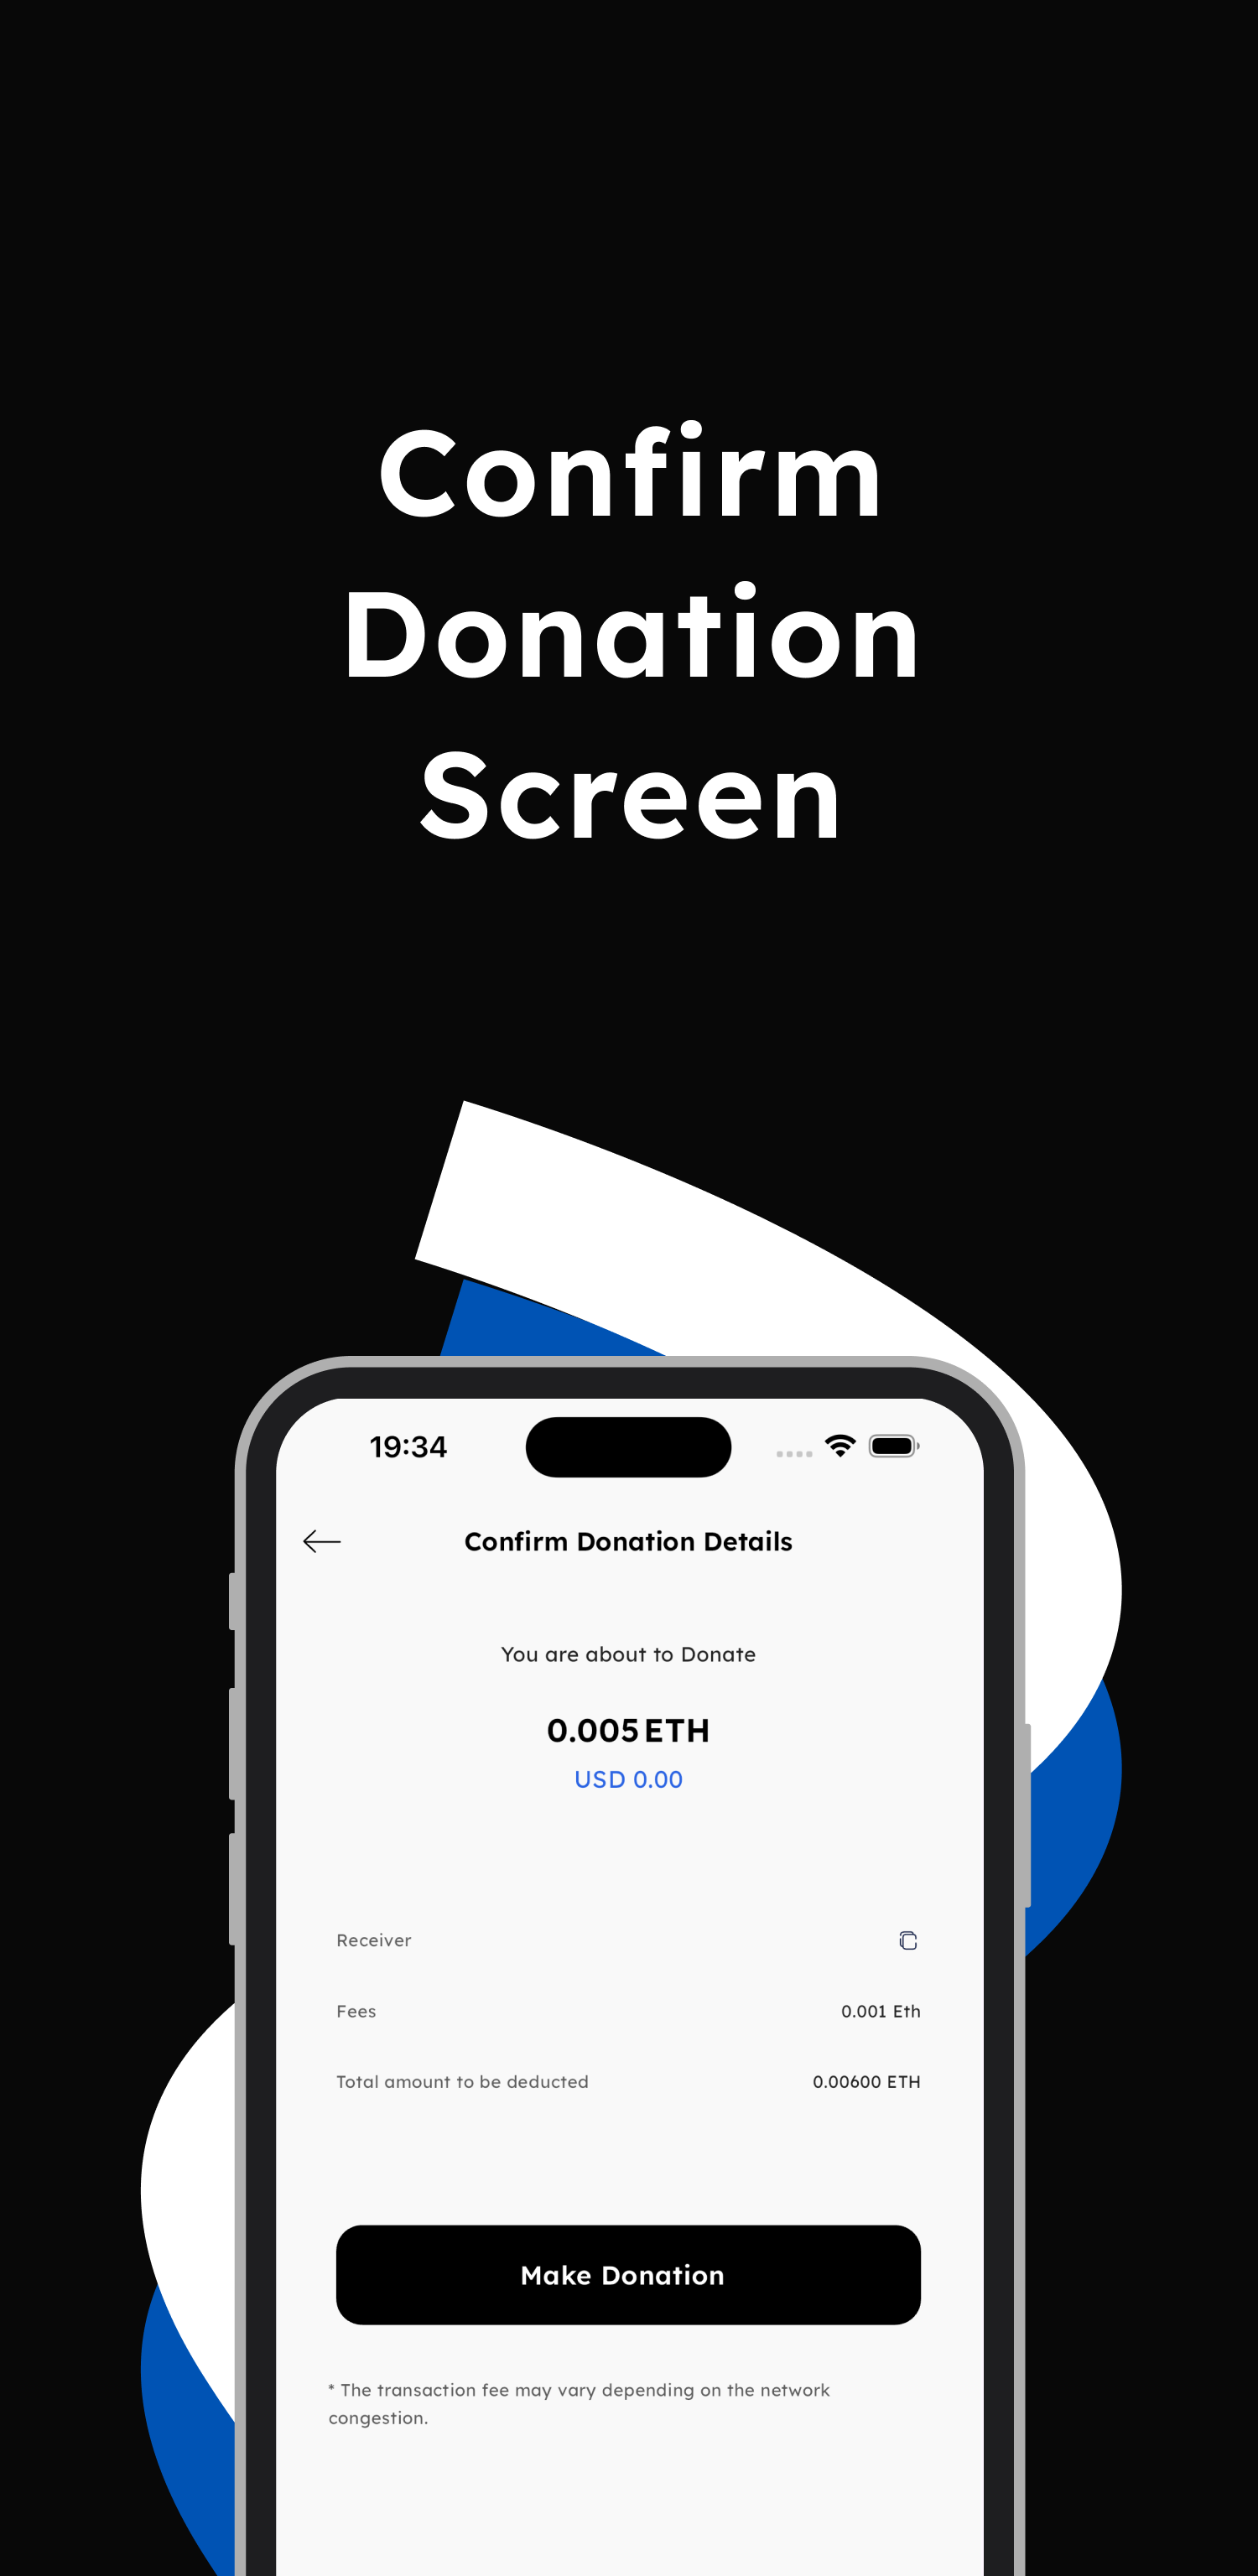 Confirm
Donation
Screen
19:34
Confirm Donation Details
You are about to Donate
0.005 ETH
USD 0.00
Receiver
Fees 0.001 Eth
Total amount to be deducted 0.00600 ETH
Make Donation
* The transaction fee may vary depending on the network
congestion.